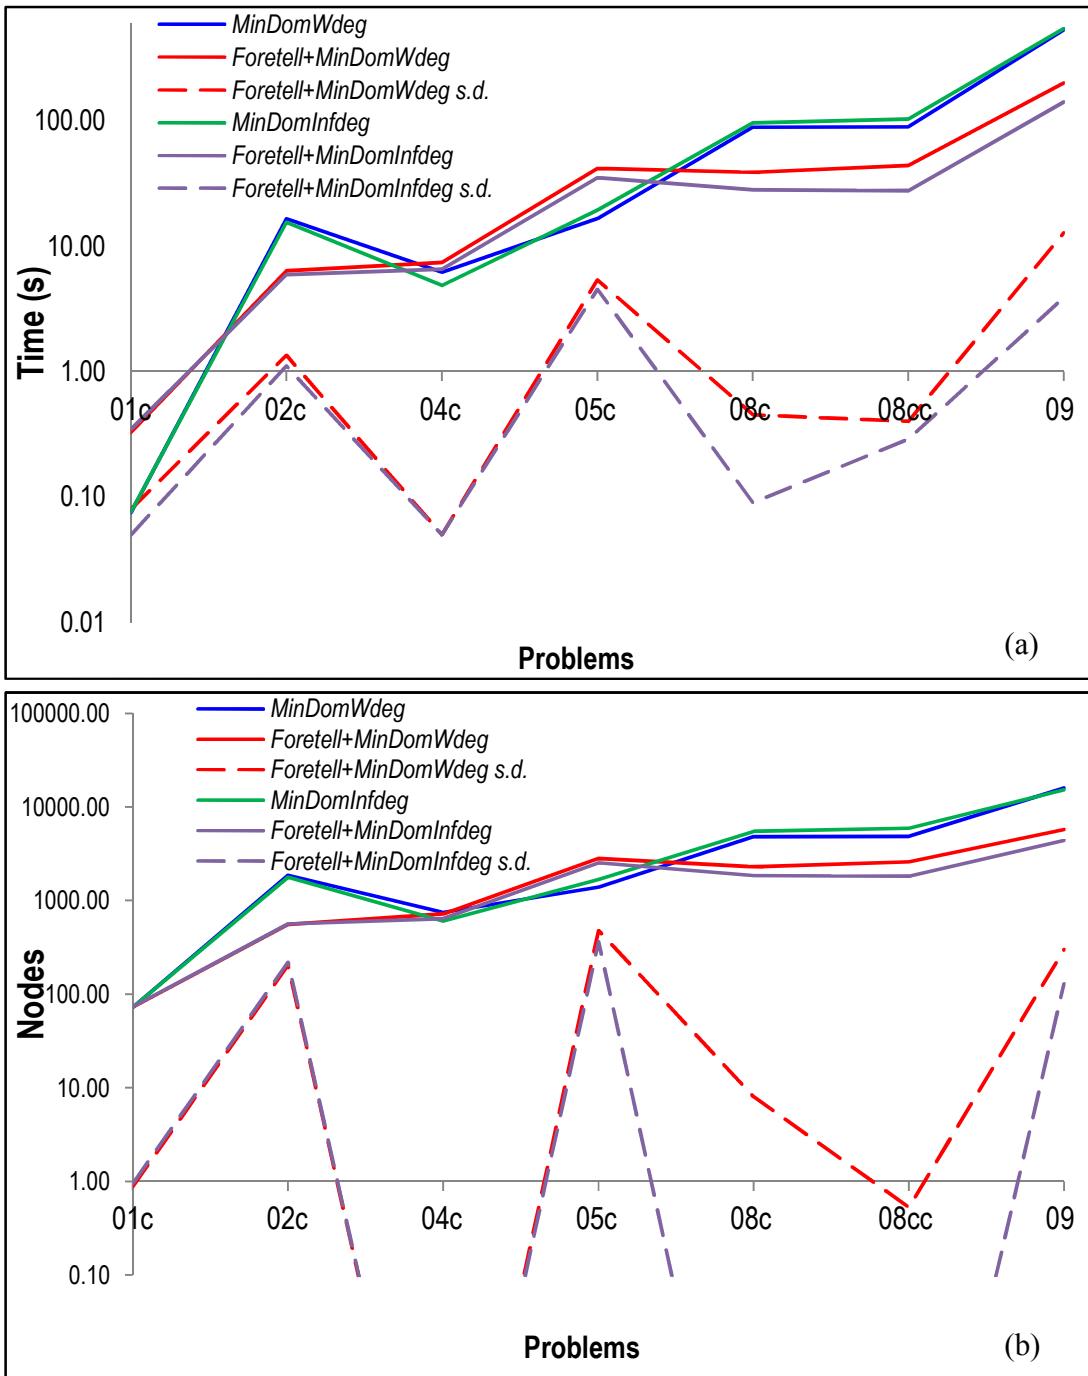 MinDomWdeg
Foretell+MinDomWdeg
Foretell+MinDomWdeg s.d.
MinDomInfdeg
Foretell+MinDomInfdeg
Foretell+MinDomInfdeg s.d.
100.00
10.00
1.00
0.10
0.01
Time (s)
01c 02c 04c 05c 08c 08cc 09
Problems
(a)
MinDomWdeg
Foretell+MinDomWdeg
Foretell+MinDomWdeg s.d.
MinDomInfdeg
Foretell+MinDomInfdeg
Foretell+MinDomInfdeg s.d.
100000.00
10000.00
1000.00
100.00
10.00
1.00
0.10
Nodes
01c 02c 04c 05c 08c 08cc 09
Problems
(b)